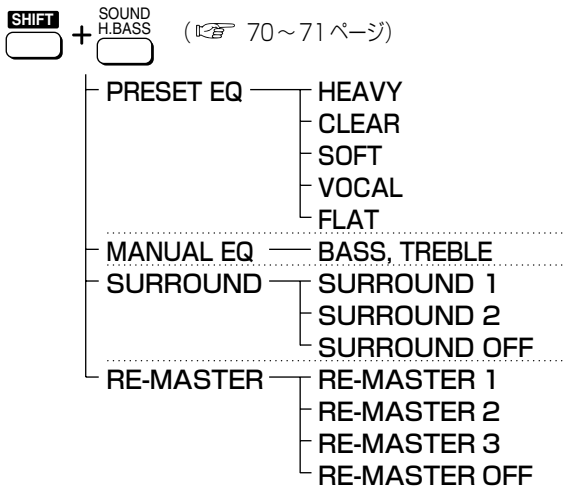 SHIFT + SOUND H.BASS (☞ 70～71ページ)
PRESET EQ HEAVY
CLEAR
SOFT
VOCAL
FLAT
MANUAL EQ BASS, TREBLE
SURROUND SURROUND 1
SURROUND 2
SURROUND OFF
RE-MASTER RE-MASTER 1
RE-MASTER 2
RE-MASTER 3
RE-MASTER OFF